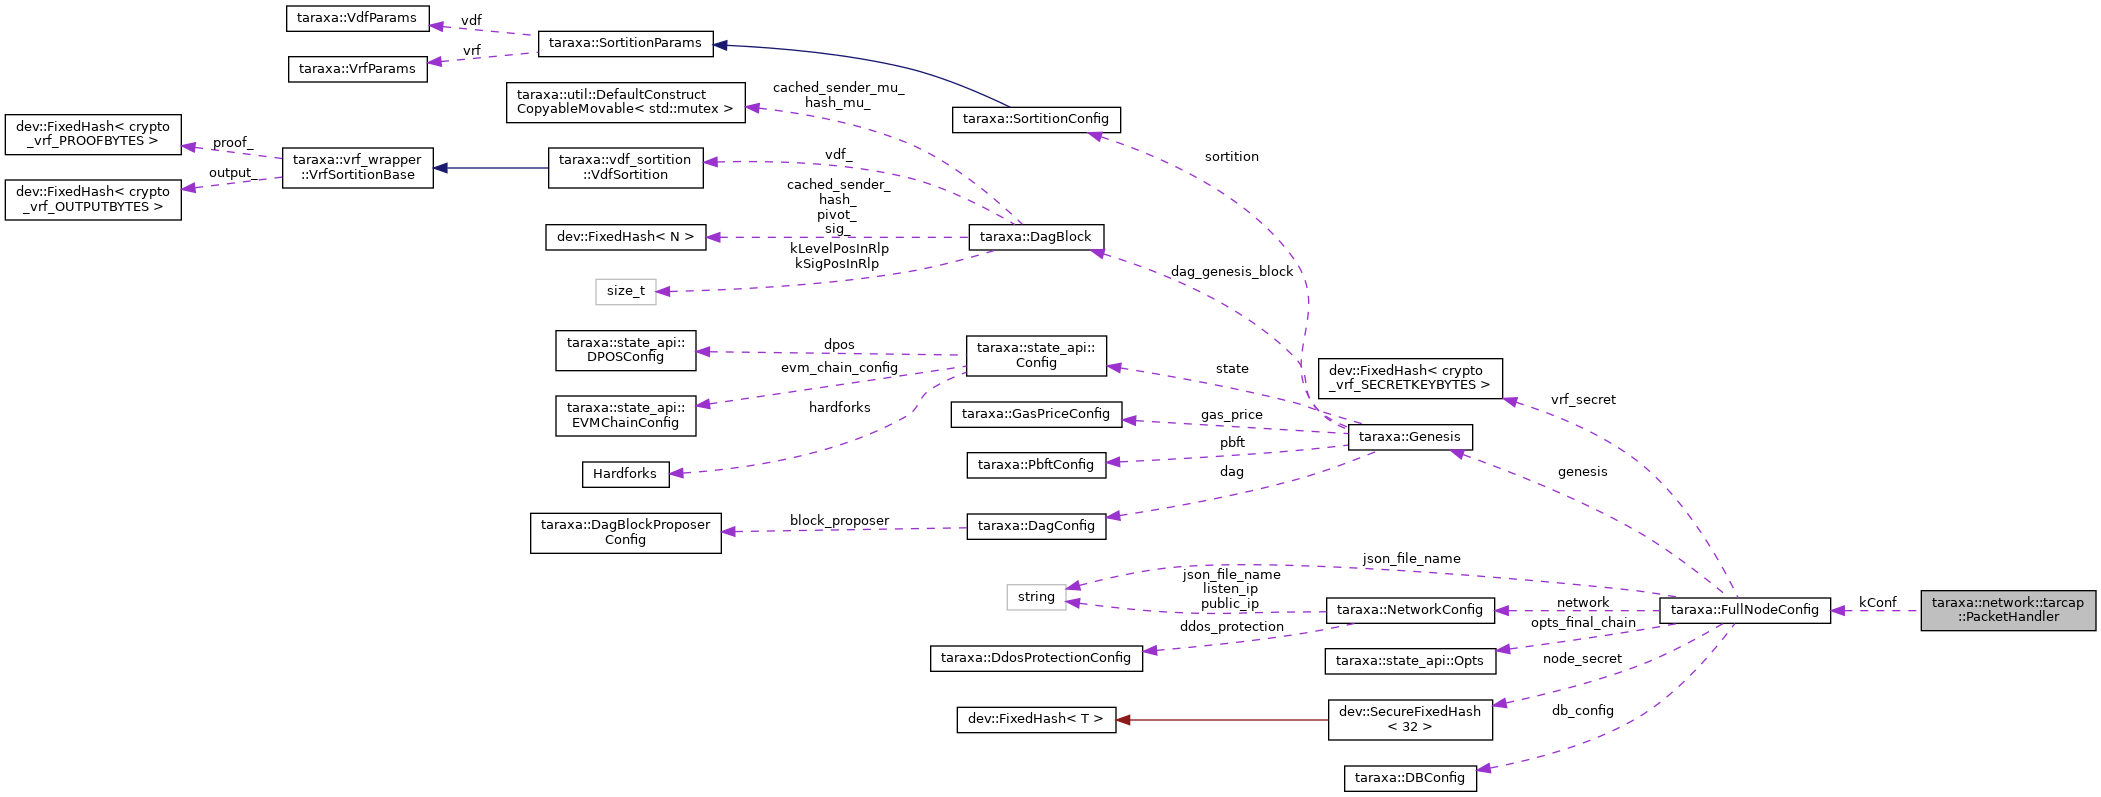 taraxa::VdfParams
vdf
taraxa::SortitionParams
vrf
taraxa::VrfParams
taraxa::util::DefaultConstruct
CopyableMovable< std::mutex >
cached_sender_mu_
hash_mu_
taraxa::SortitionConfig
dev::FixedHash< crypto
_vrf_PROOFBYTES >
proof_
taraxa::vrf_wrapper
::VrfSortitionBase
taraxa::vdf_sortition
::VdfSortition
vdf_
sortition
output_
dev::FixedHash< crypto
_vrf_OUTPUTBYTES >
cached_sender_
hash_
pivot_
sig_
dev::FixedHash< N >
taraxa::DagBlock
kLevelPosInRlp
kSigPosInRlp
size_t
dag_genesis_block
taraxa::state_api::
DPOSConfig
dpos
taraxa::state_api::
Config
evm_chain_config
state
dev::FixedHash< crypto
_vrf_SECRETKEYBYTES >
taraxa::state_api::
EVMChainConfig
hardforks
taraxa::GasPriceConfig
gas_price
vrf_secret
taraxa::Genesis
pbft
Hardforks
taraxa::PbftConfig
dag
genesis
taraxa::DagBlockProposer
Config
block_proposer
taraxa::DagConfig
json_file_name
string
json_file_name
listen_ip
public_ip
taraxa::NetworkConfig
network
taraxa::FullNodeConfig
kConf
taraxa::network::tarcap
::PacketHandler
ddos_protection
opts_final_chain
taraxa::DdosProtectionConfig
taraxa::state_api::Opts
node_secret
dev::FixedHash< T >
dev::SecureFixedHash
< 32 >
db_config
taraxa::DBConfig